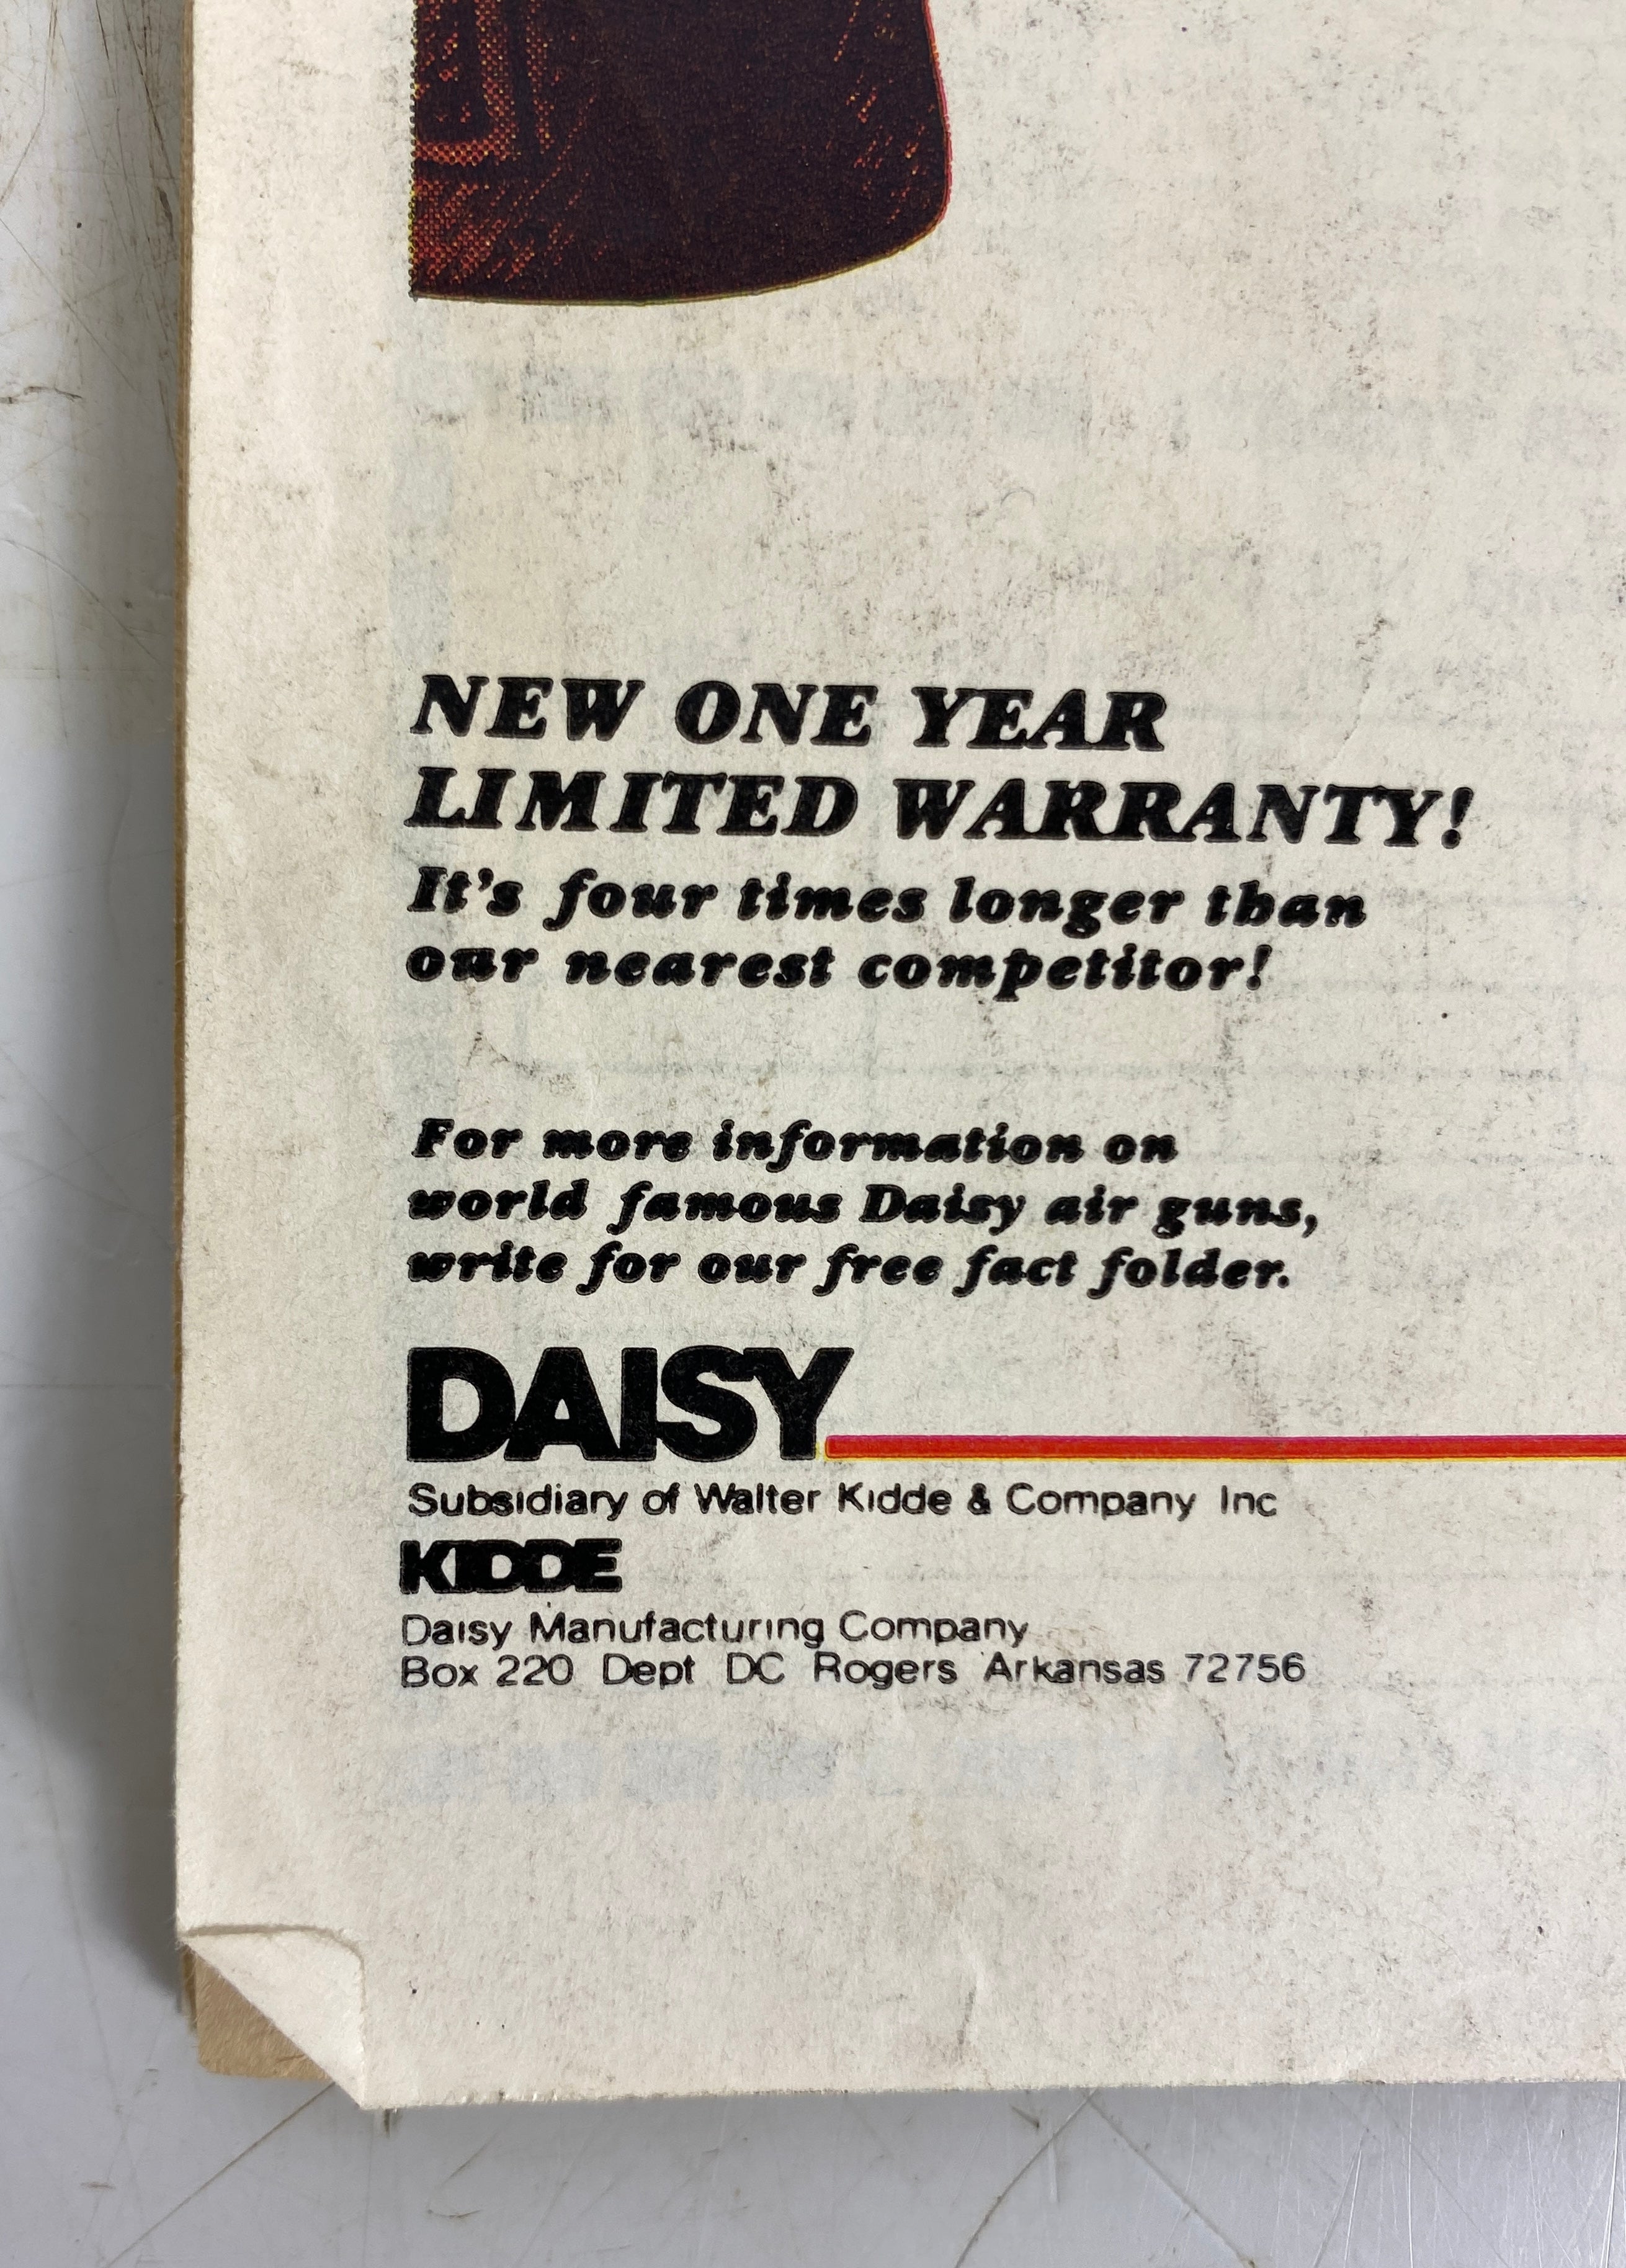 NEW ONE YEAR
LIMITED WARRANTY!
It's four times longer than
our nearest competitor!
For more information on
world famous Daisy air guns,
write for our free fact folder.
DAISY
Subsidiary of Walter Kidde & Company Inc
KIDDE
Daisy Manufacturing Company
Box 220 Dept DC Rogers Arkansas 72756